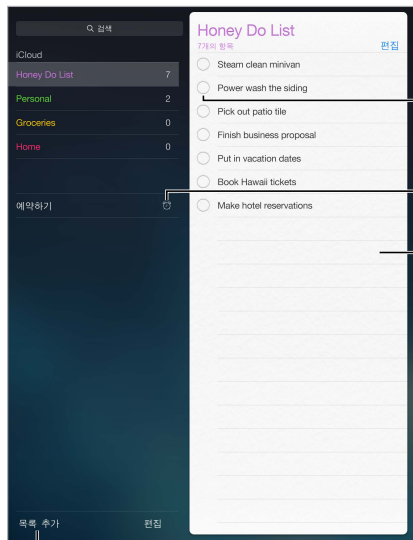 검색
iCloud
Honey Do List 7
Personal 2
Groceries 0
Home 0
예약하기
목록 추가 편집
Honey Do List
7개의 항목 편집
Steam clean minivan
Power wash the siding
Pick out patio tile
Finish business proposal
Put in vacation dates
Book Hawaii tickets
Make hotel reservations